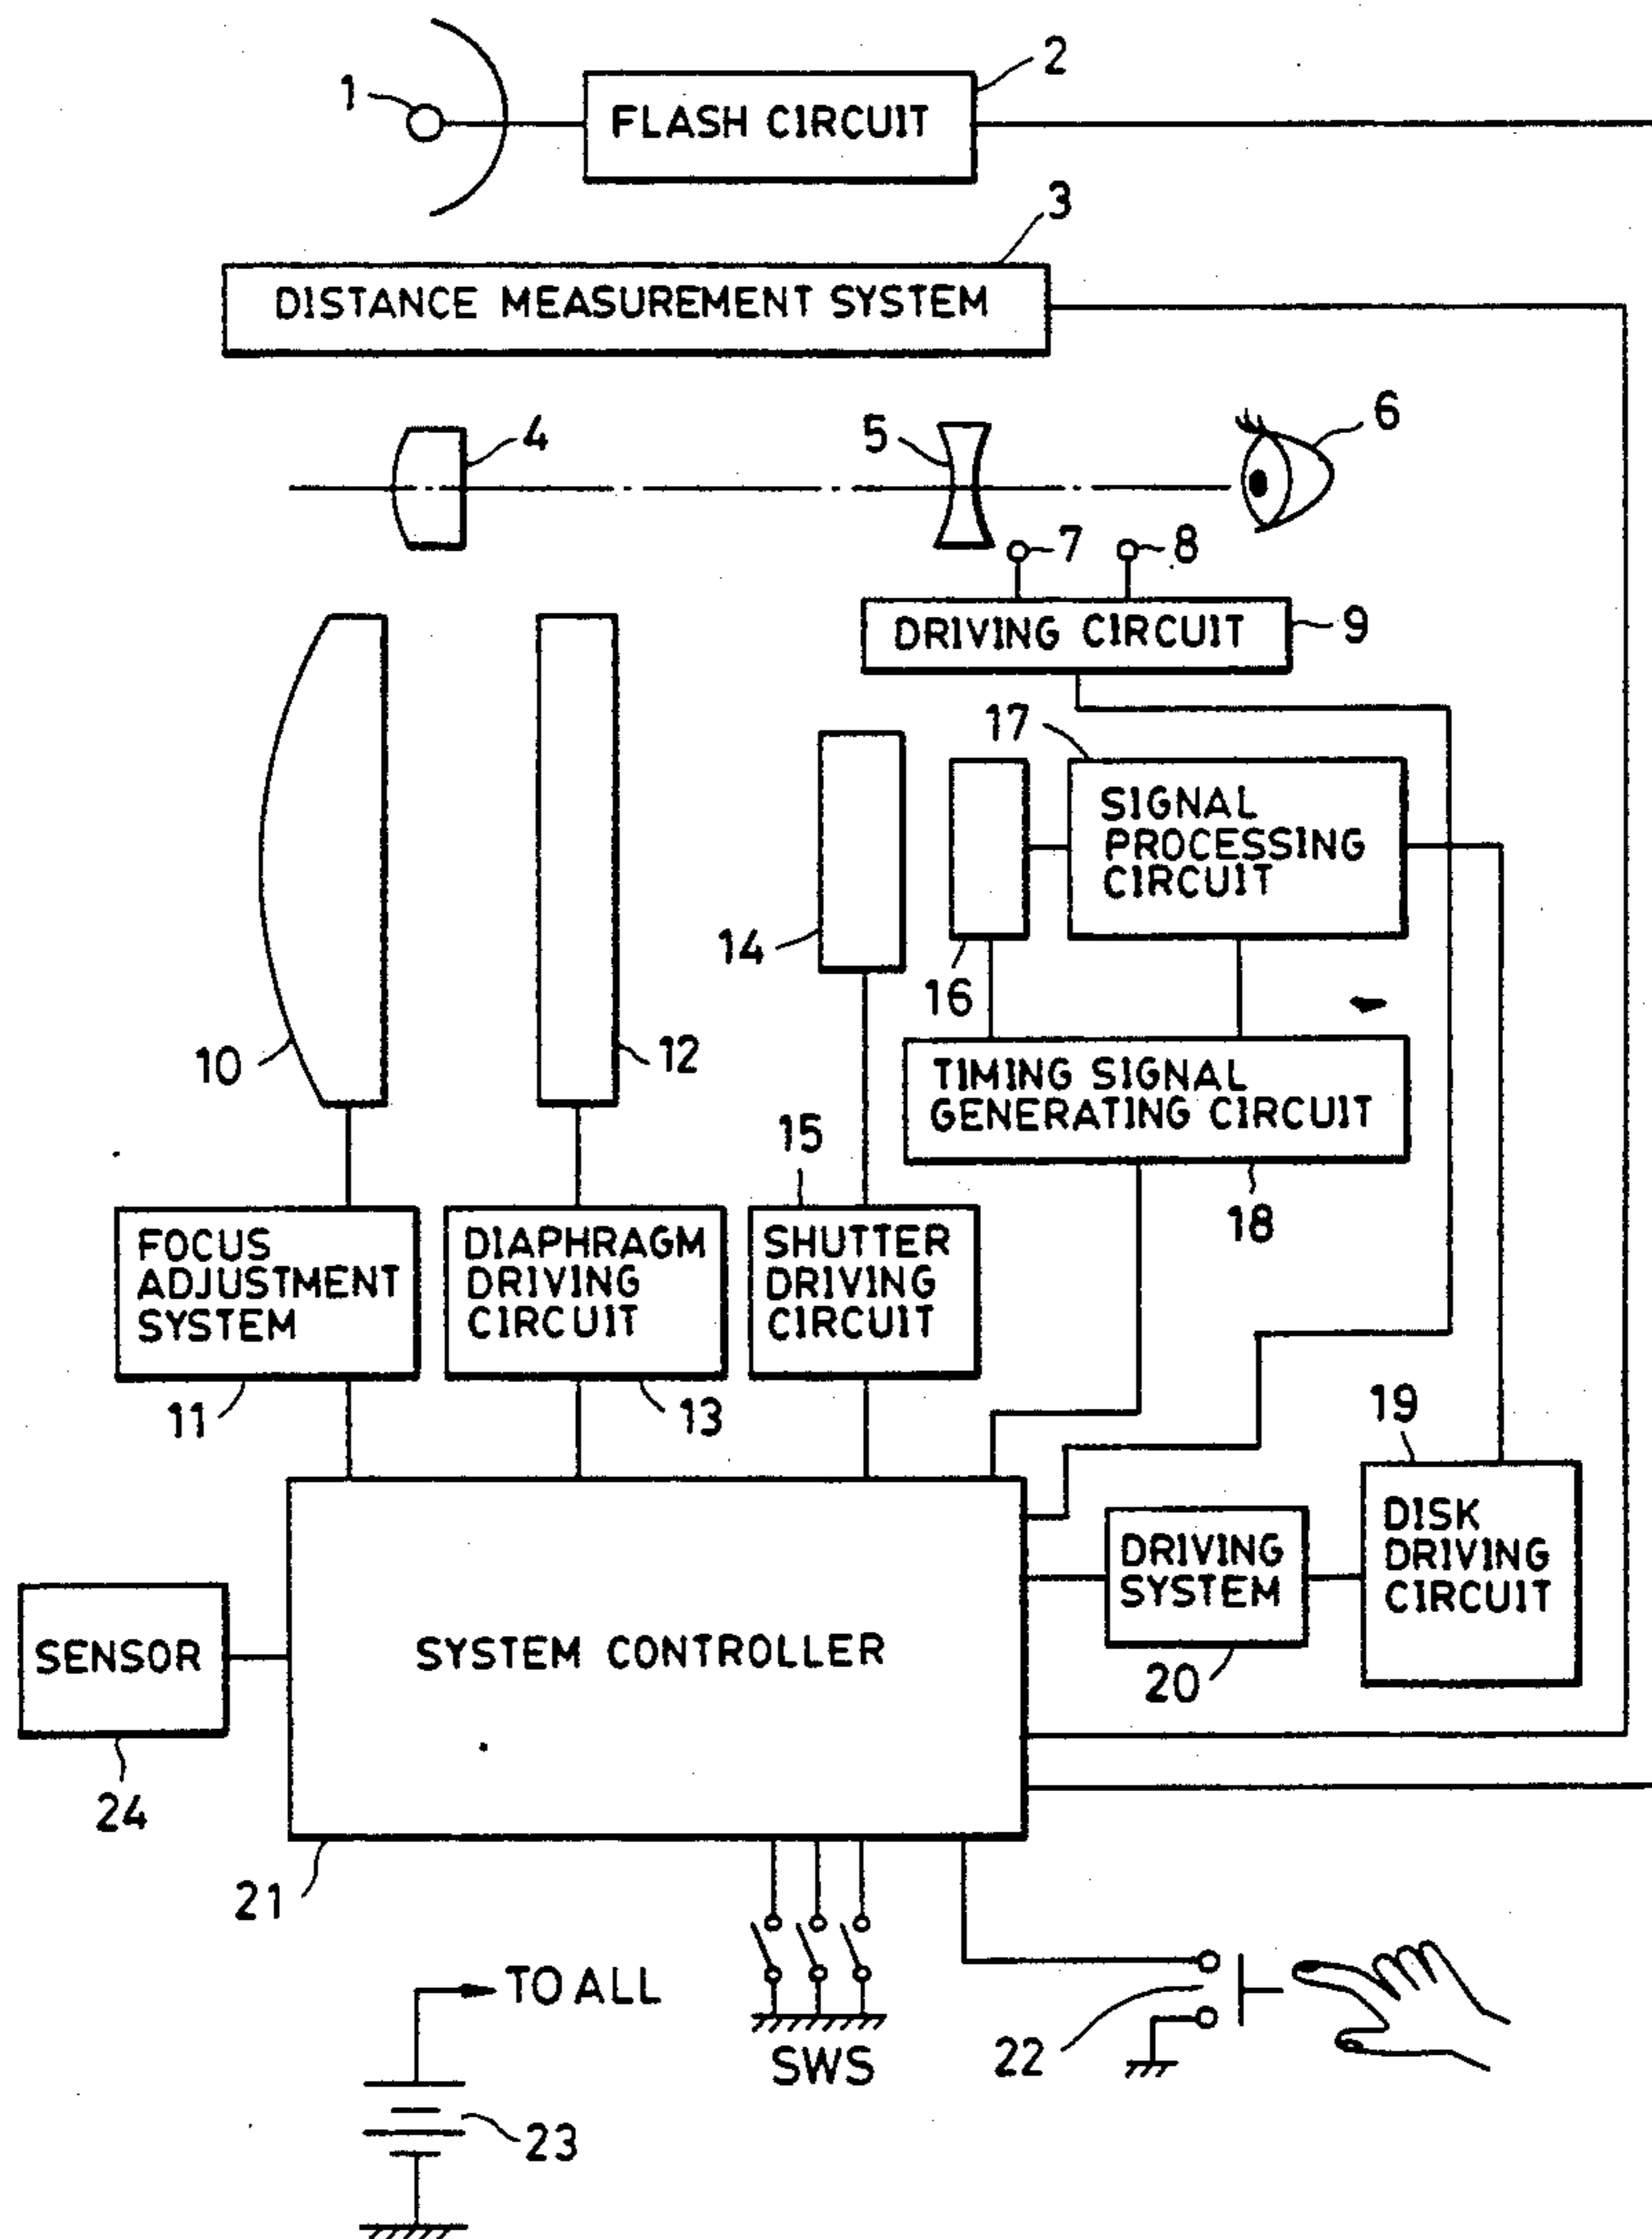 1
2
FLASH CIRCUIT
3
DISTANCE MEASUREMENT SYSTEM
4
5
6
7
8
DRIVING CIRCUIT
9
17
SIGNAL
PROCESSING
CIRCUIT
14
16
10
12
TIMING SIGNAL
GENERATING CIRCUIT
15
18
FOCUS
ADJUSTMENT
SYSTEM
DIAPHRAGM
DRIVING
CIRCUIT
SHUTTER
DRIVING
CIRCUIT
11
13
19
DISK
DRIVING
CIRCUIT
DRIVING
SYSTEM
20
SENSOR
SYSTEM CONTROLLER
24
21
TO ALL
SWS
22
23